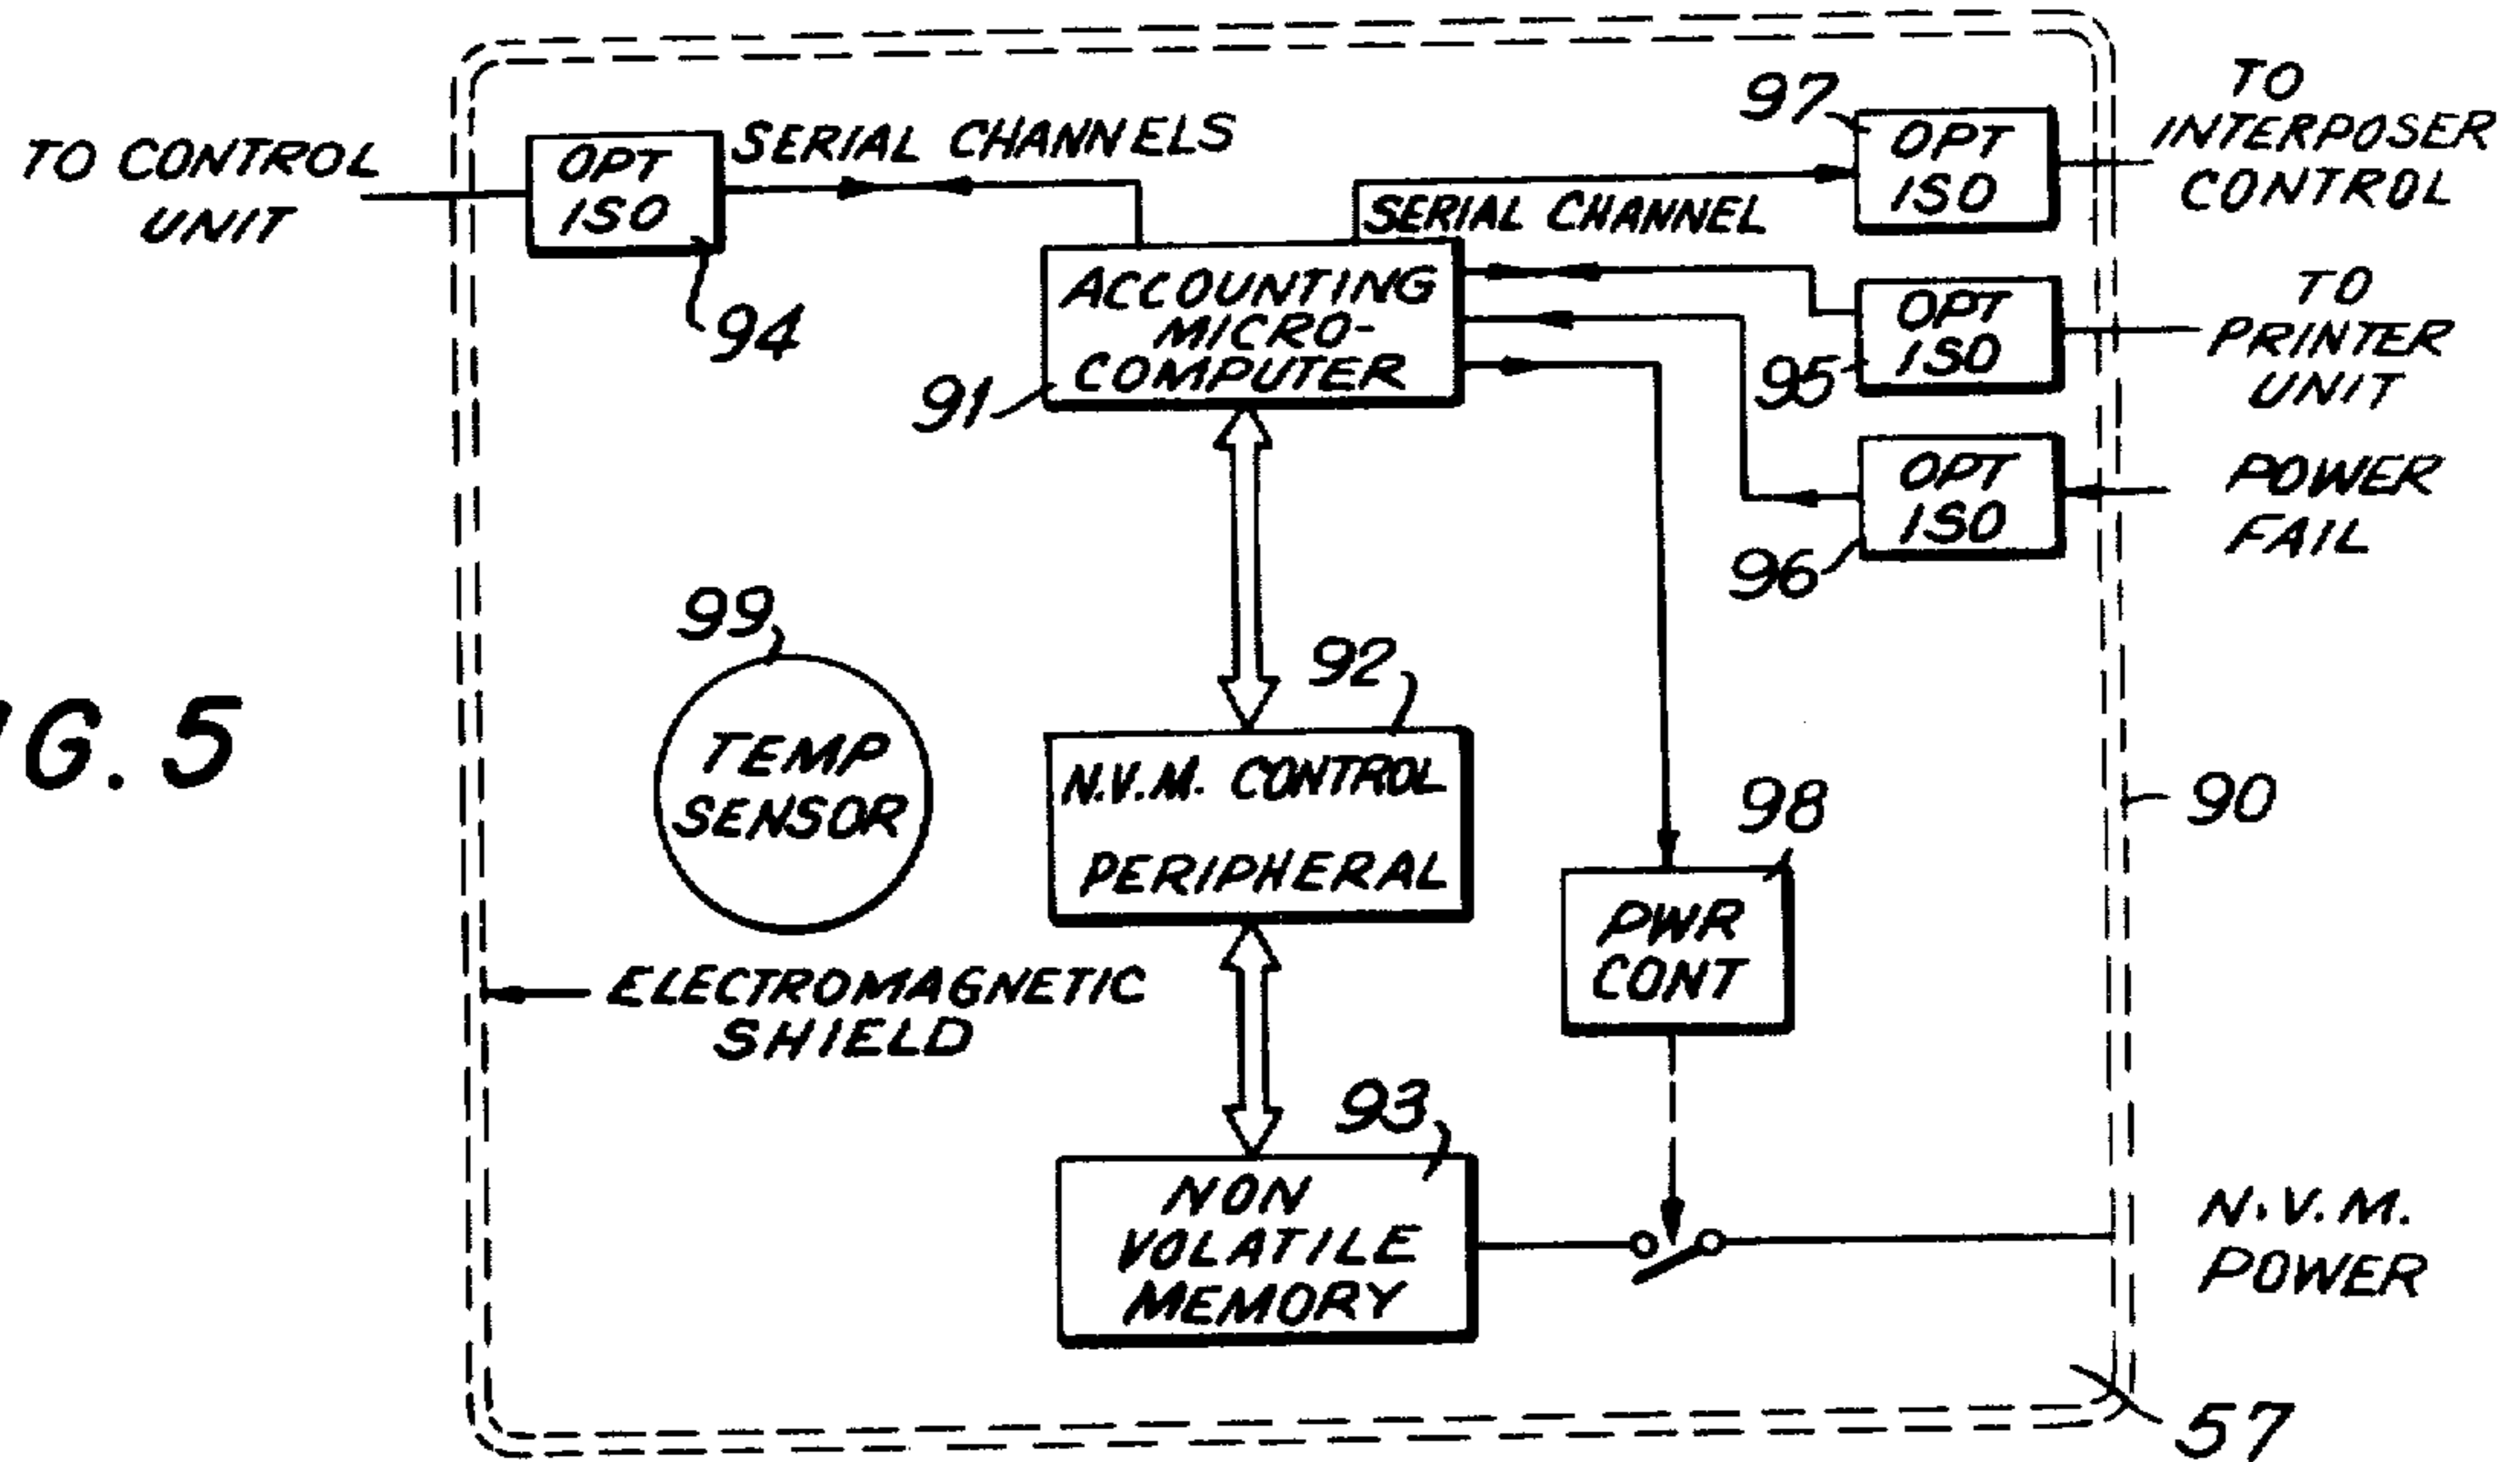 TO CONTROL
UNIT
OPT
ISO
94
SERIAL CHANNELS
SERIAL CHANNEL
97
OPT
ISO
TO
INTERPOSER
CONTROL
ACCOUNTING
MICRO-
COMPUTER
91
OPT
ISO
95
TO
PRINTER
UNIT
OPT
ISO
96
POWER
FAIL
99
TEMP
SENSOR
92
N.V.M. CONTROL
PERIPHERAL
98
PWR
CONT
90
G. 5
ELECTROMAGNETIC
SHIELD
93
NON
VOLATILE
MEMORY
N.V.M.
POWER
57